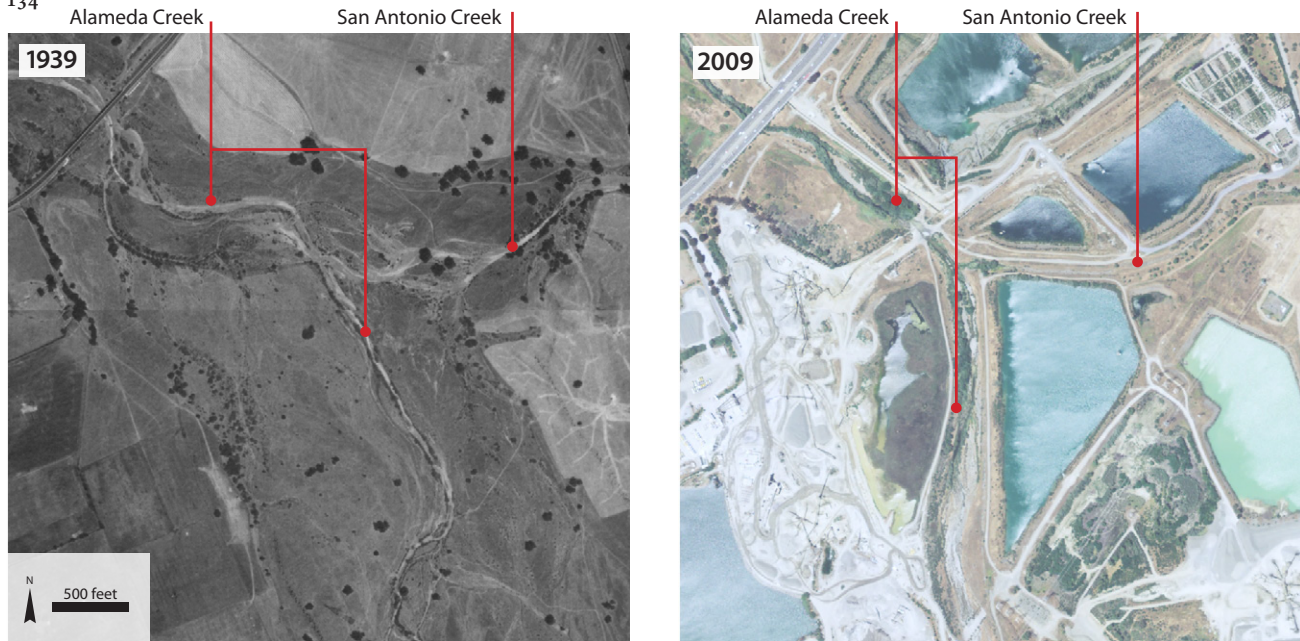 134
Alameda Creek San Antonio Creek Alameda Creek San Antonio Creek
1939 2009
N
500 feet